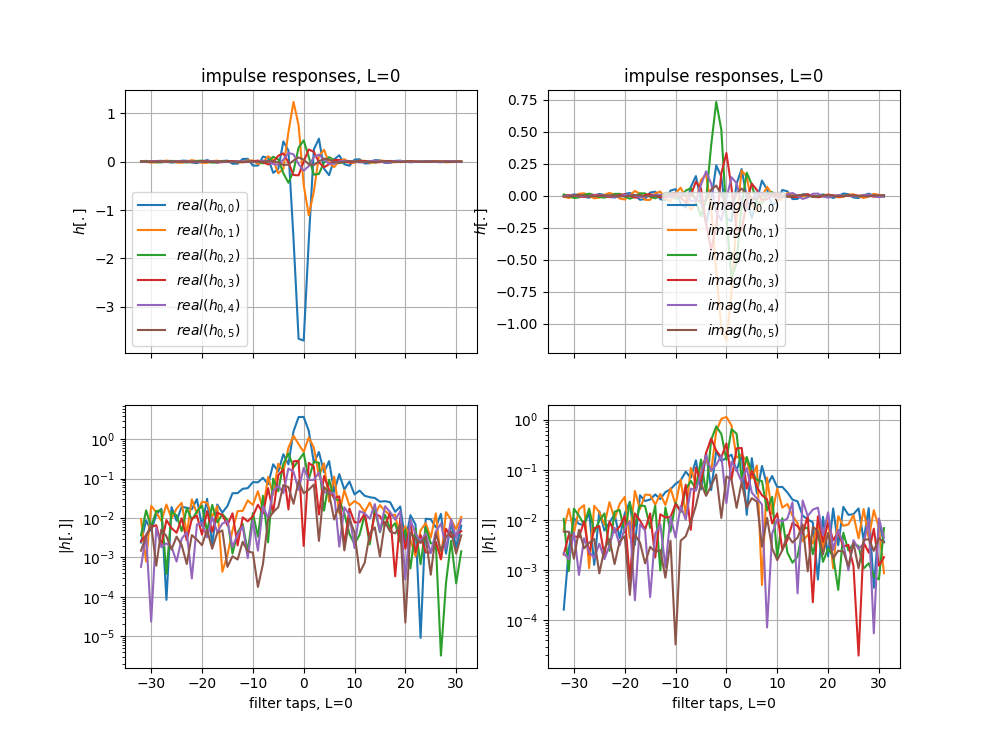 impulse responses, L=0
1
0
−1
−2
−3
h[.]
real(h0,0)
real(h0,1)
real(h0,2)
real(h0,3)
real(h0,4)
real(h0,5)
impulse responses, L=0
0.75
0.50
0.25
0.00
−0.25
−0.50
−0.75
−1.00
h[.]
imag(h0,0)
imag(h0,1)
imag(h0,2)
imag(h0,3)
imag(h0,4)
imag(h0,5)
10^0
10^−1
10^−2
10^−3
10^−4
10^−5
|h[.]|
−30 −20 −10 0 10 20 30
filter taps, L=0
10^0
10^−1
10^−2
10^−3
10^−4
|h[.]|
−30 −20 −10 0 10 20 30
filter taps, L=0